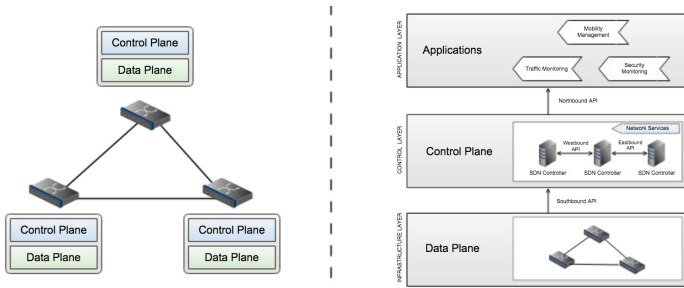 Control Plane
Data Plane
Control Plane
Data Plane
Control Plane
Data Plane
APPLICATION LAYER
Applications
Mobility
Management
Traffic Monitoring
Security
Monitoring
Northbound API
CONTROL LAYER
Control Plane
Network Services
Westbound
API
Eastbound
API
SDN Controller
SDN Controller
SDN Controller
Southbound API
INFRASTRUCTURE LAYER
Data Plane